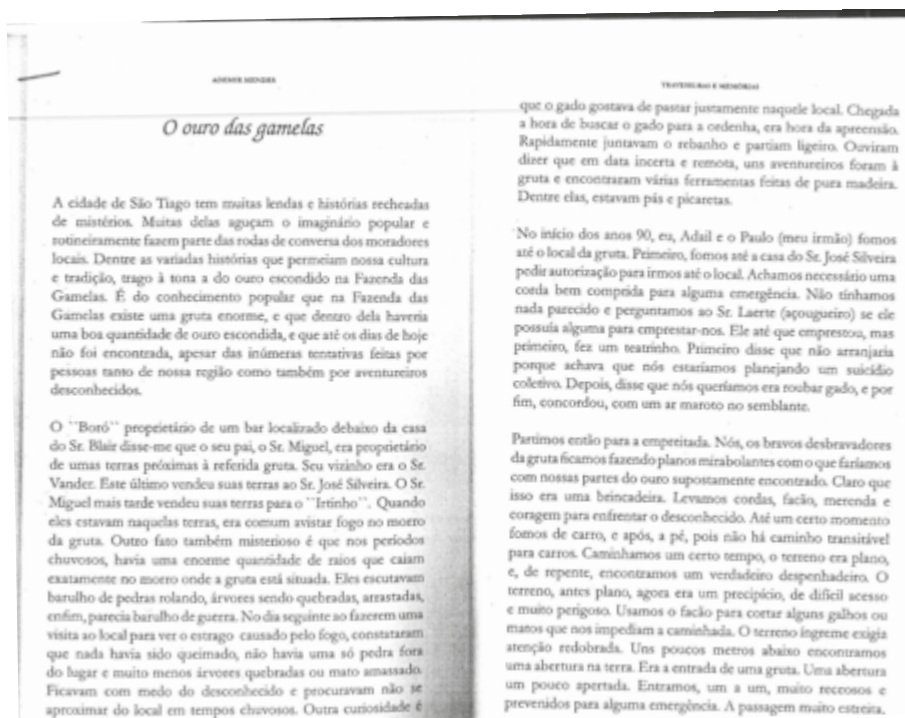 ADEMIR MENDES
O ouro das gamelas
A cidade de São Tiago tem muitas lendas e histórias recheadas
de mistérios. Muitas delas aguçam o imaginário popular e
rotineiramente fazem parte das rodas de conversa dos moradores
locais. Dentre as variadas histórias que permeiam nossa cultura
e tradição, trago à tona a do ouro escondido na Fazenda das
Gamelas. É do conhecimento popular que na Fazenda das
Gamelas existe uma gruta enorme, e que dentro dela haveria
uma boa quantidade de ouro escondida, e que até os dias de hoje
não foi encontrada, apesar das inúmeras tentativas feitas por
pessoas tanto de nossa região como também por aventureiros
desconhecidos.
O ``Boró´´ proprietário de um bar localizado debaixo da casa
do Sr. Blair disse-me que o seu pai, o Sr. Miguel, era proprietário
de umas terras próximas à referida gruta. Seu vizinho era o Sr.
Vander. Este último vendeu suas terras ao Sr. José Silveira. O Sr.
Miguel mais tarde vendeu suas terras para o ``Irtinho´´. Quando
eles estavam naquelas terras, era comum avistar fogo no morro
da gruta. Outro fato também misterioso é que nos períodos
chuvosos, havia uma enorme quantidade de raios que caiam
exatamente no morro onde a gruta está situada. Eles escutavam
barulho de pedras rolando, árvores sendo quebradas, arrastadas,
enfim, parecia barulho de guerra. No dia seguinte ao fazerem uma
visita ao local para ver o estrago causado pelo fogo, constataram
que nada havia sido queimado, não havia uma só pedra fora
do lugar e muito menos árvores quebradas ou mato amassado.
Ficavam com medo do desconhecido e procuravam não se
aproximar do local em tempos chuvosos. Outra curiosidade é
TRAVESSURAS E MEMÓRIAS
que o gado gostava de pastar justamente naquele local. Chegada
a hora de buscar o gado para a ordenha, era hora da apreensão.
Rapidamente juntavam o rebanho e partiam ligeiro. Ouviram
dizer que em data incerta e remota, uns aventureiros foram à
gruta e encontraram várias ferramentas feitas de pura madeira.
Dentre elas, estavam pás e picaretas.
No início dos anos 90, eu, Adail e o Paulo (meu irmão) fomos
até o local da gruta. Primeiro, fomos até a casa do Sr. José Silveira
pedir autorização para irmos até o local. Achamos necessário uma
corda bem comprida para alguma emergência. Não tínhamos
nada parecido e perguntamos ao Sr. Laerte (açougueiro) se ele
possuía alguma para emprestar-nos. Ele até que emprestou, mas
primeiro, fez um teatrinho. Primeiro disse que não arranjaria
porque achava que nós estaríamos planejando um suicídio
coletivo. Depois, disse que nós queríamos era roubar gado, e por
fim, concordou, com um ar maroto no semblante.
Partimos então para a empreitada. Nós, os bravos desbravadores
da gruta ficamos fazendo planos mirabolantes com o que faríamos
com nossas partes do ouro supostamente encontrado. Claro que
isso era uma brincadeira. Levamos cordas, facão, merenda e
coragem para enfrentar o desconhecido. Até um certo momento
fomos de carro, e após, a pé, pois não há caminho transitável
para carros. Caminhamos um certo tempo, o terreno era plano,
e, de repente, encontramos um verdadeiro despenhadeiro. O
terreno, antes plano, agora era um precipício, de difícil acesso
e muito perigoso. Usamos o facão para cortar alguns galhos ou
matos que nos impediam a caminhada. O terreno íngreme exigia
atenção redobrada. Uns poucos metros abaixo encontramos
uma abertura na terra. Era a entrada de uma gruta. Uma abertura
um pouco apertada. Entramos, um a um, muito receosos e
prevenidos para alguma emergência. A passagem muito estreita,